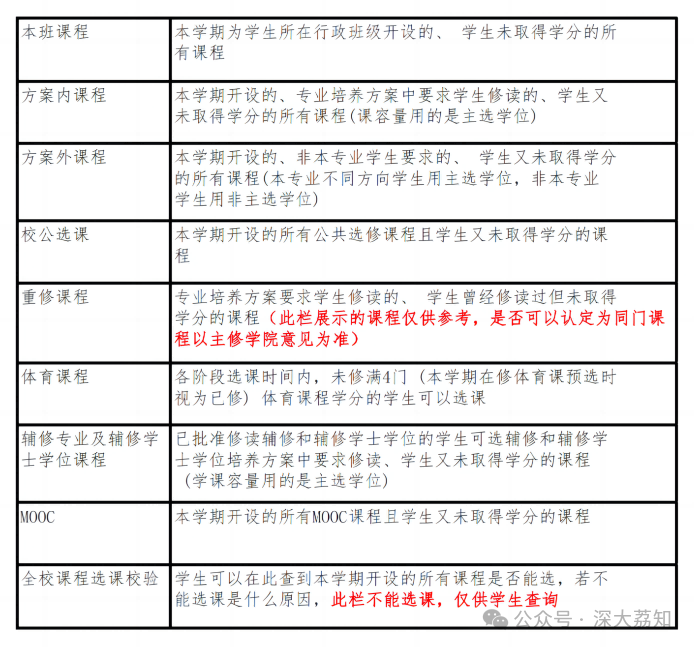 本班课程
本学期为学生所在行政班级开设的、 学生未取得学分的所
有课程
方案内课程
本学期开设的、专业培养方案中要求学生修读的、学生又
未取得学分的所有课程(课容量用的是主选学位)
方案外课程
本学期开设的、非本专业学生要求的、 学生又未取得学分
的所有课程(本专业不同方向学生用主选学位, 非本专业
学生用非主选学位)
校公选课
本学期开设的所有公共选修课程且学生又未取得学分的课
程
重修课程
专业培养方案要求学生修读的、 学生曾经修读过但未取得
学分的课程（此栏展示的课程仅供参考，是否可以认定为同门课
程以主修学院意见为准）
体育课程
各阶段选课时间内，未修满4门 (本学期在修体育课预选时
视为已修) 体育课程学分的学生可以选课
辅修专业及辅修学
士学位课程
已批准修读辅修和辅修学士学位的学生可选辅修和辅修学
士学位培养方案中要求修读、学生又未取得学分的课程
(学课容量用的是主选学位)
MOOC
本学期开设的所有MOOC课程且学生又未取得学分的课程
全校课程选课校验
学生可以在此查到本学期开设的所有课程是否能选，若不
能选课是什么原因，此栏不能选课，仅供学生查询
公众号·深大荔知